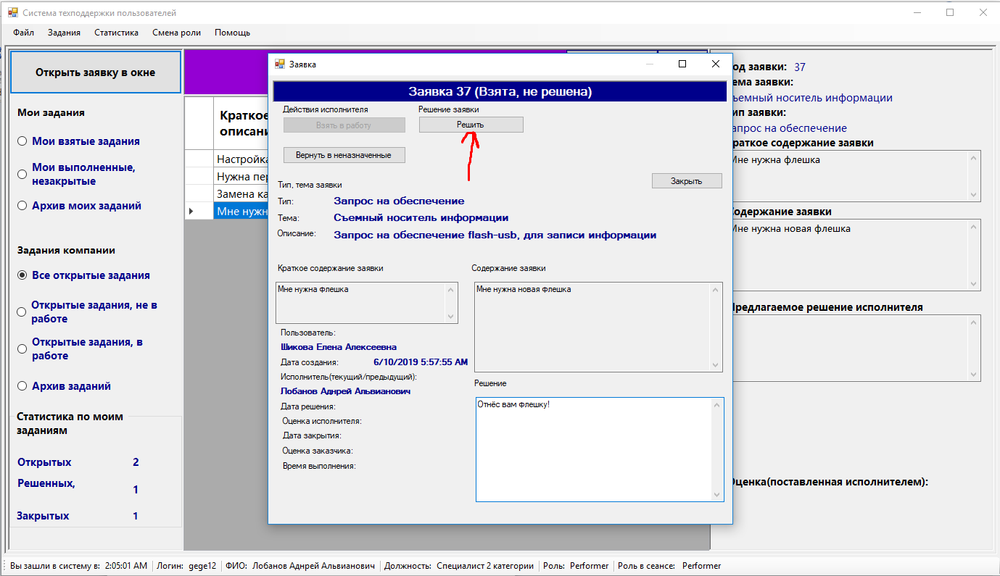 Система техподдержки пользователей
Файл Задания Статистика Смена роли Помощь
Открыть заявку в окне
Мои задания
Мои взятые задания
Мои выполненные,
незакрытые
Архив моих заданий
Задания компании
Все открытые задания
Открытые задания, не в
работе
Открытые задания, в
работе
Архив заданий
Статистика по моим
заданиям
Открытых 2
Решенных,
1
Закрытых 1
Краткое
описани
Настройка
Нужна пер
Замена ка
Мне нужн
Заявка
Заявка 37 (Взята, не решена)
Действия исполнителя Решение заявки
Взять в работу Решить
Вернуть в неназначенные
Закрыть
Тип, тема заявки
Тип: Запрос на обеспечение
Тема: Съемный носитель информации
Описание: Запрос на обеспечение flash-usb, для записи информации
Краткое содержание заявки Содержание заявки
Мне нужна флешка Мне нужна новая флешка
Пользователь:
Шикова Елена Алексеевна
Дата создания: 6/10/2019 5:57:55 AM
Исполнитель(текущий/предыдущий):
Лобанов Аднрей Альвианович
Дата решения:
Оценка исполнителя:
Дата закрытия:
Оценка заказчика:
Время выполнения:
Решение
Отнёс вам флешку!
од заявки: 37
ема заявки:
ъемный носитель информации
ип заявки:
апрос на обеспечение
раткое содержание заявки
Мне нужна флешка
Содержание заявки
Мне нужна новая флешка
Предлагаемое решение исполнителя
Оценка(поставленная исполнителем):
Вы зашли в систему в: 2:05:01 AM Логин: gege12 ФИО: Лобанов Аднрей Альвианович Должность: Специалист 2 категории Роль: Performer Роль в сеансе: Performer